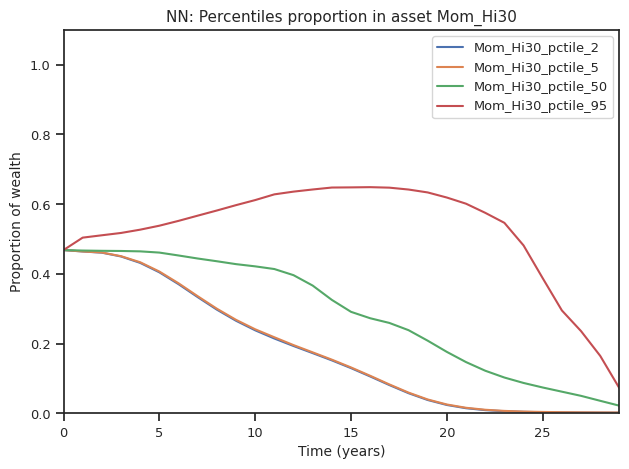 NN: Percentiles proportion in asset Mom_Hi30
Mom_Hi30_pctile_2
Mom_Hi30_pctile_5
Mom_Hi30_pctile_50
Mom_Hi30_pctile_95
Proportion of wealth
1.0
0.8
0.6
0.4
0.2
0.0
0 5 10 15 20 25
Time (years)